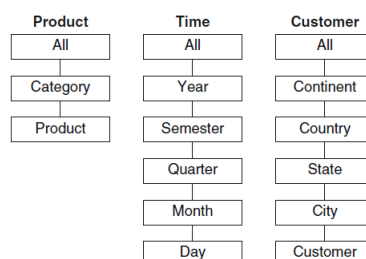 Product Time Customer
All All All
Category Year Continent
Product Semester Country
Quarter State
Month City
Day Customer